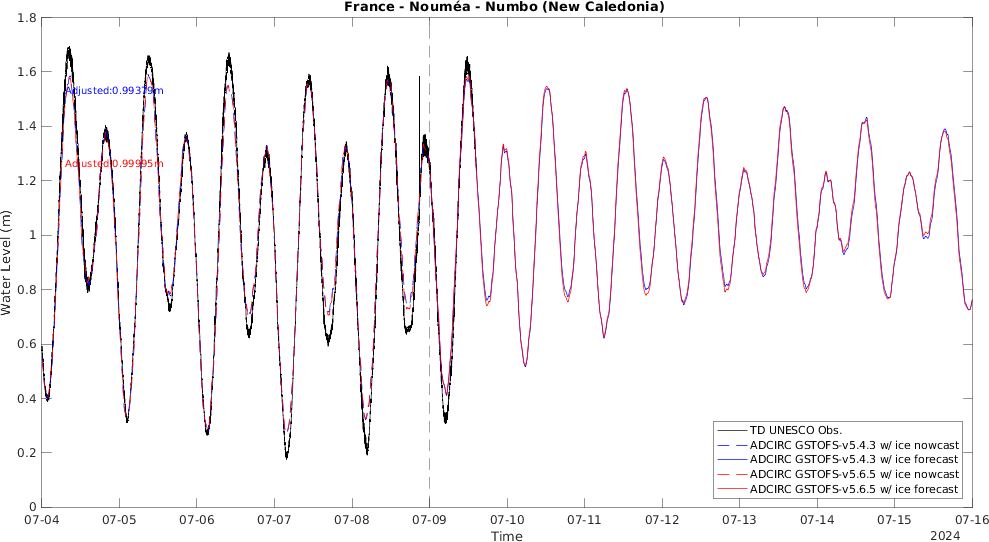 France - Nouméa - Numbo (New Caledonia)
1.8
1.6
1.4
1.2
1
0.8
0.6
0.4
0.2
0
Water Level (m)
Adjusted:0.99379m
Adjusted:0.99995m
TD UNESCO Obs.
ADCIRC GSTOFS-v5.4.3 w/ ice nowcast
ADCIRC GSTOFS-v5.4.3 w/ ice forecast
ADCIRC GSTOFS-v5.6.5 w/ ice nowcast
ADCIRC GSTOFS-v5.6.5 w/ ice forecast
07-04 07-05 07-06 07-07 07-08 07-09 07-10 07-11 07-12 07-13 07-14 07-15 07-16
Time
2024